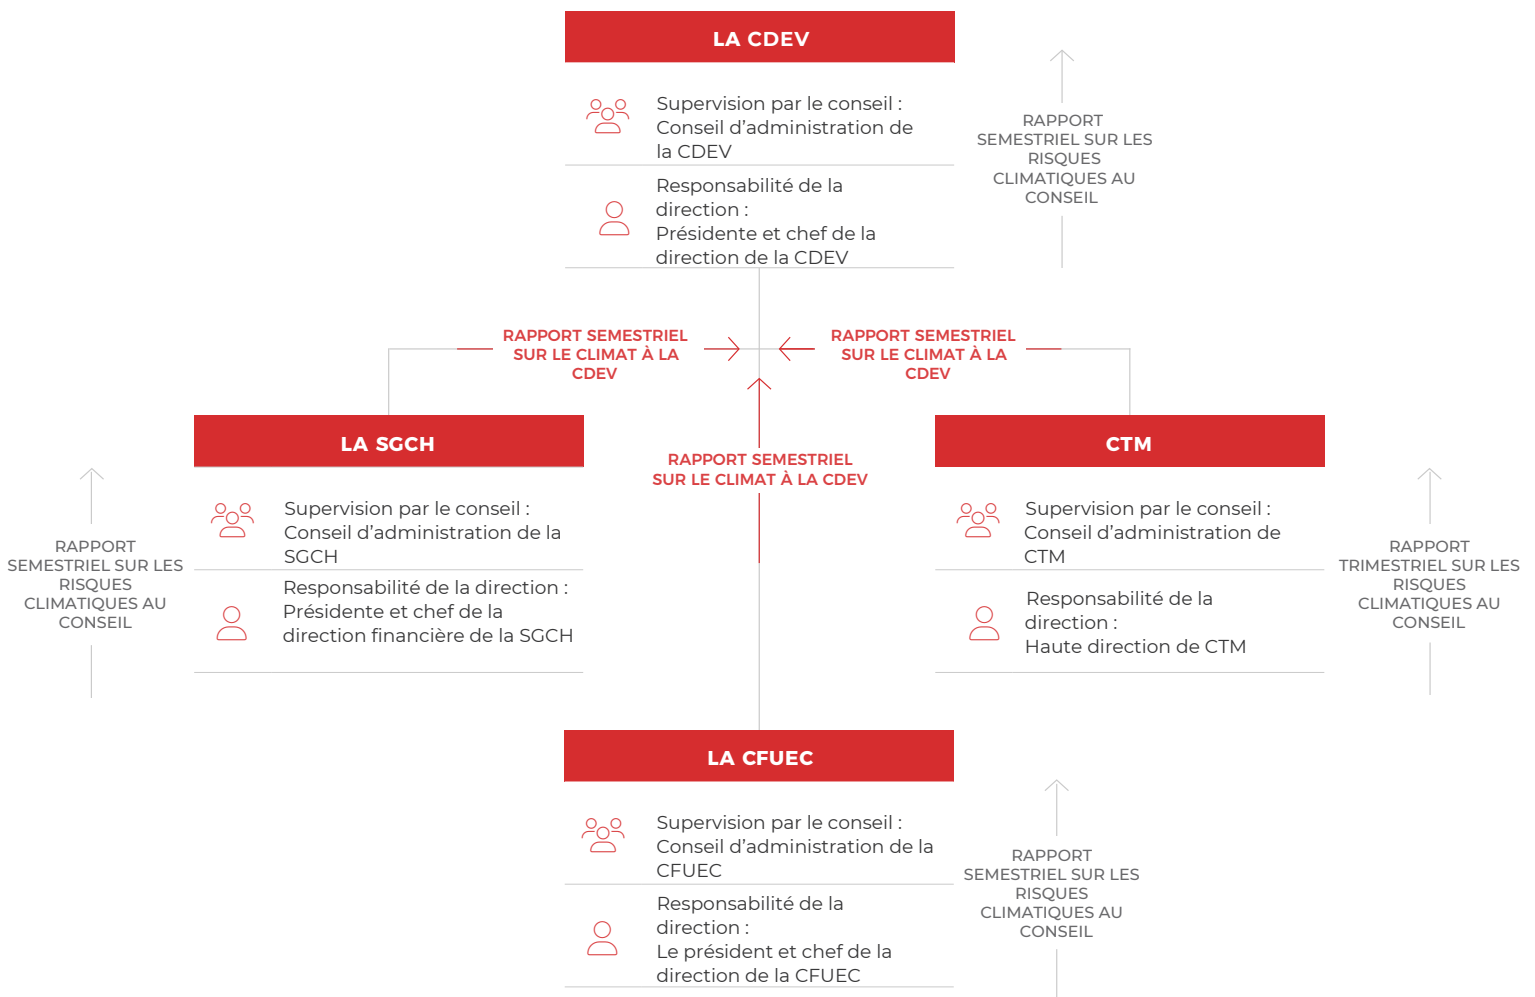 LA CDEV
Supervision par le conseil :
Conseil d’administration de
la CDEV
Responsabilité de la
direction :
Présidente et chef de la
direction de la CDEV
RAPPORT
SEMESTRIEL SUR LES
RISQUES
CLIMATIQUES AU
CONSEIL
RAPPORT SEMESTRIEL
SUR LE CLIMAT À LA
CDEV
RAPPORT SEMESTRIEL
SUR LE CLIMAT À LA
CDEV
RAPPORT SEMESTRIEL
SUR LE CLIMAT À LA CDEV
LA SGCH
Supervision par le conseil :
Conseil d’administration de la
SGCH
Responsabilité de la direction :
Présidente et chef de la
direction financière de la SGCH
RAPPORT
SEMESTRIEL SUR LES
RISQUES
CLIMATIQUES AU
CONSEIL
CTM
Supervision par le conseil :
Conseil d’administration de
CTM
Responsabilité de la
direction :
Haute direction de CTM
RAPPORT
TRIMESTRIEL SUR LES
RISQUES
CLIMATIQUES AU
CONSEIL
LA CFUEC
Supervision par le conseil :
Conseil d’administration de la
CFUEC
Responsabilité de la
direction :
Le président et chef de la
direction de la CFUEC
RAPPORT
SEMESTRIEL SUR LES
RISQUES
CLIMATIQUES AU
CONSEIL